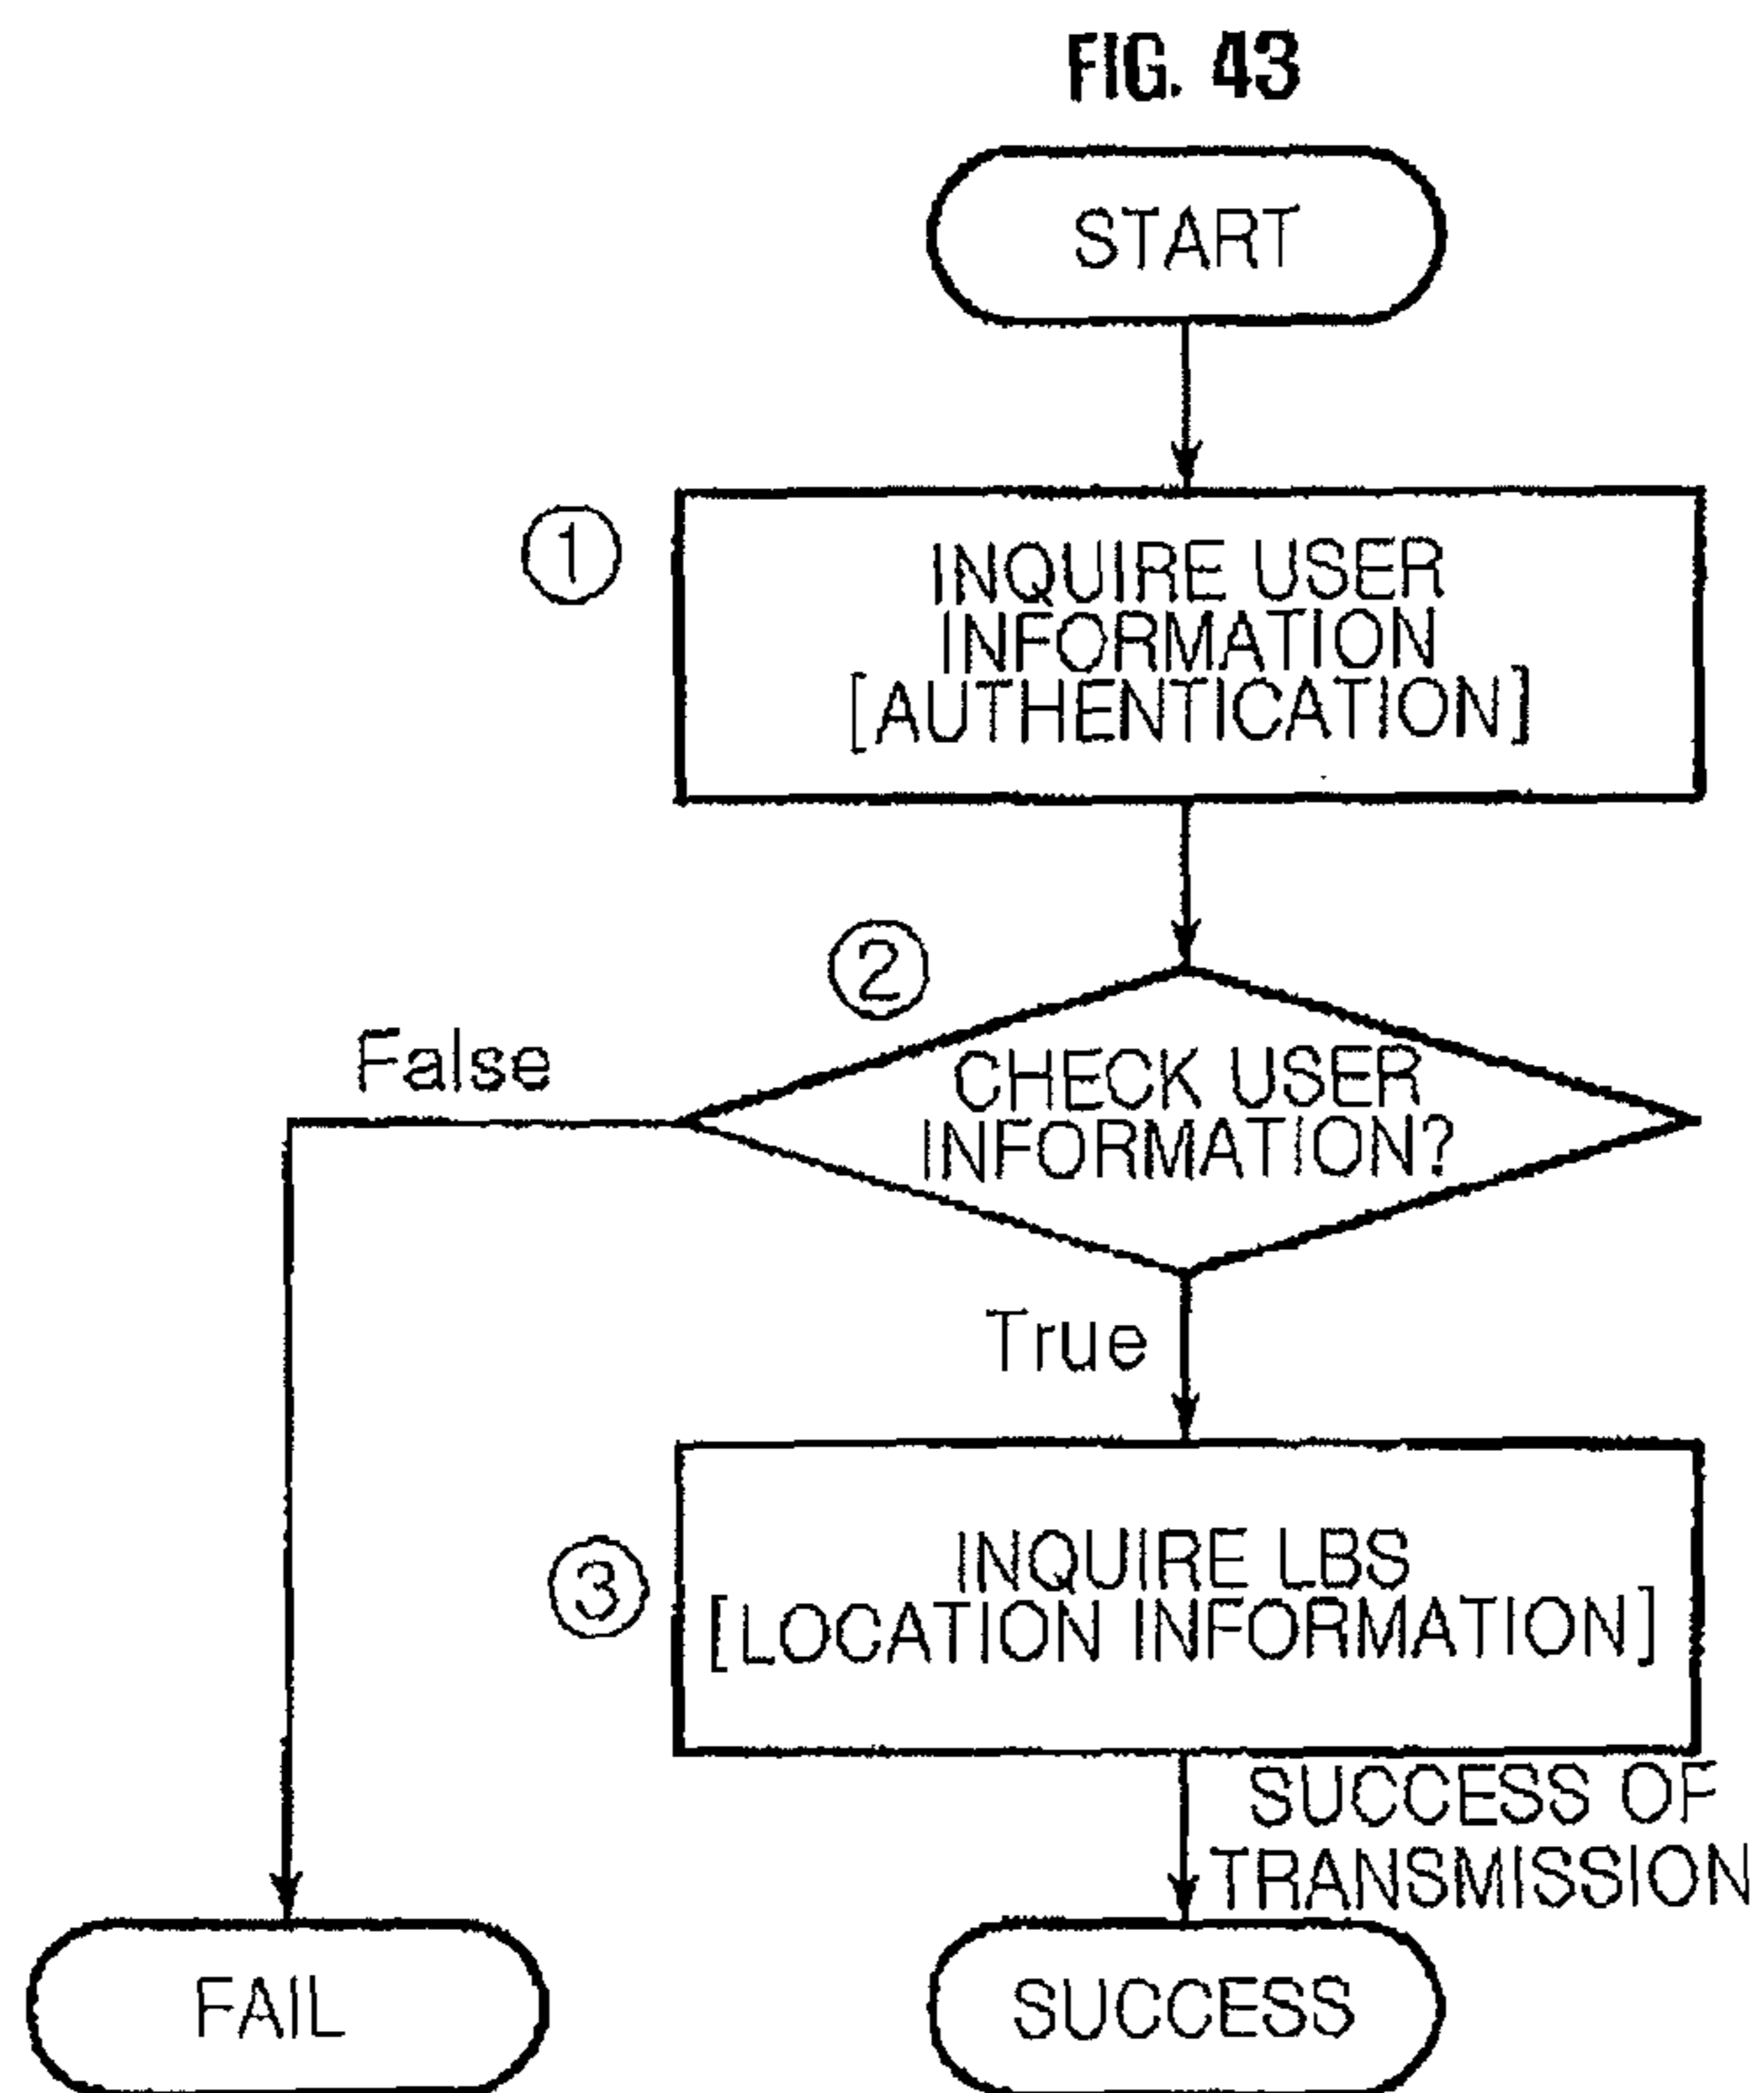 FIG. 43
START
①
INQUIRE USER
INFORMATION
[AUTHENTICATION]
②
False
CHECK USER
INFORMATION?
True
③
INQUIRE LBS
[LOCATION INFORMATION]
SUCCESS OF
TRANSMISSION
FAIL
SUCCESS